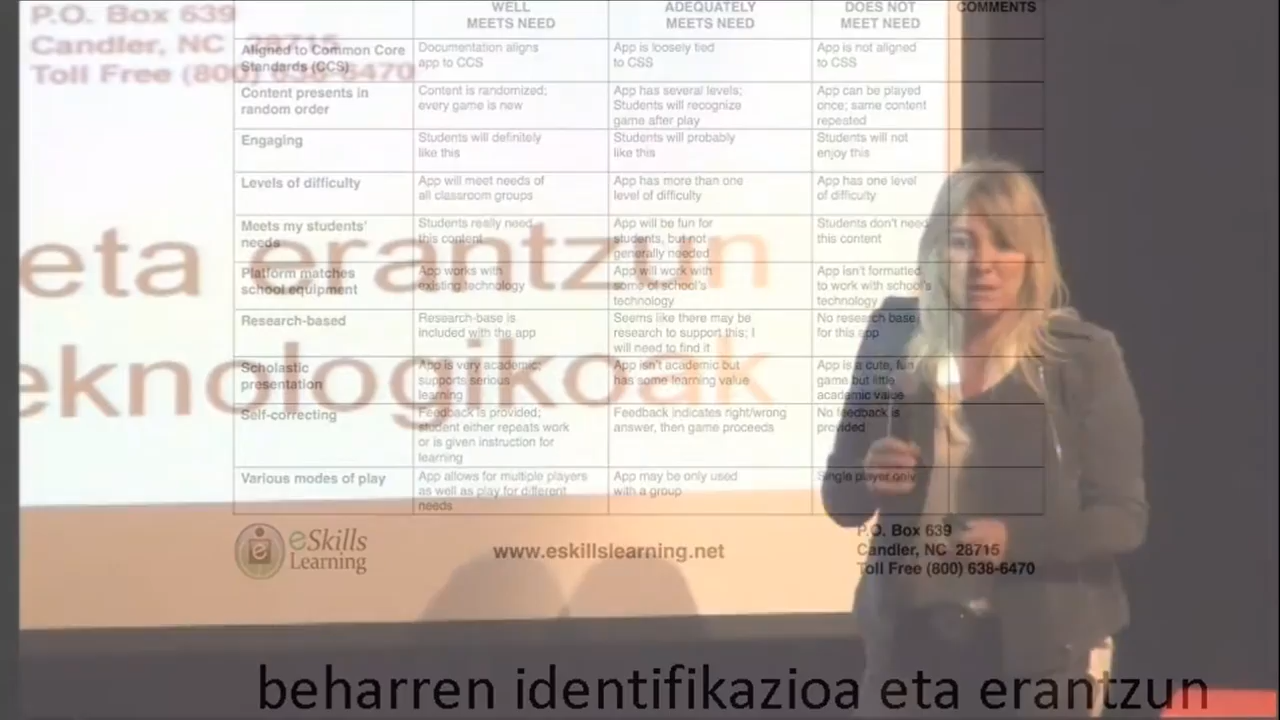 P.O. Box 639
Candler, NC 28715
Toll Free (800) 638-6470
WELL MEETS NEED
ADEQUATELY MEETS NEED
DOES NOT MEET NEED
COMMENTS
Aligned to Common Core Standards (CCS)
Documentation aligns app to CCS
App is loosely tied to CSS
App is not aligned to CSS
Content presents in random order
Content is randomized; every game is new
App has several levels; Students will recognize game after play
App can be played once; same content repeated
Engaging
Students will definitely like this
Students will probably like this
Students will not enjoy this
Levels of difficulty
App will meet needs of all classroom groups
App has more than one level of difficulty
App has one level of difficulty
Meets my students' needs
Students really need this content
App will be fun for students, but not generally needed
Students don't need this content
Platform matches school equipment
App works with existing technology
App will work with some of school's technology
App isn't formatted to work with school's technology
Research-based
Research-base is included with the app
Seems like there may be research to support this; I will need to find it
No research base for this app
Scholastic presentation
App is very academic; supports serious learning
App isn't academic but has some learning value
App is a cute, fun game but little academic value
Self-correcting
Feedback is provided; student either repeats work or is given instruction for learning
Feedback indicates right/wrong answer, then game proceeds
No feedback is provided
Various modes of play
App allows for multiple players as well as play for different needs
App may be only used with a group
Single player only
eta erantzun
eknologikoak
eSkills Learning
www.eskillslearning.net
P.O. Box 639
Candler, NC 28715
Toll Free (800) 638-6470
beharren identifikazioa eta erantzun